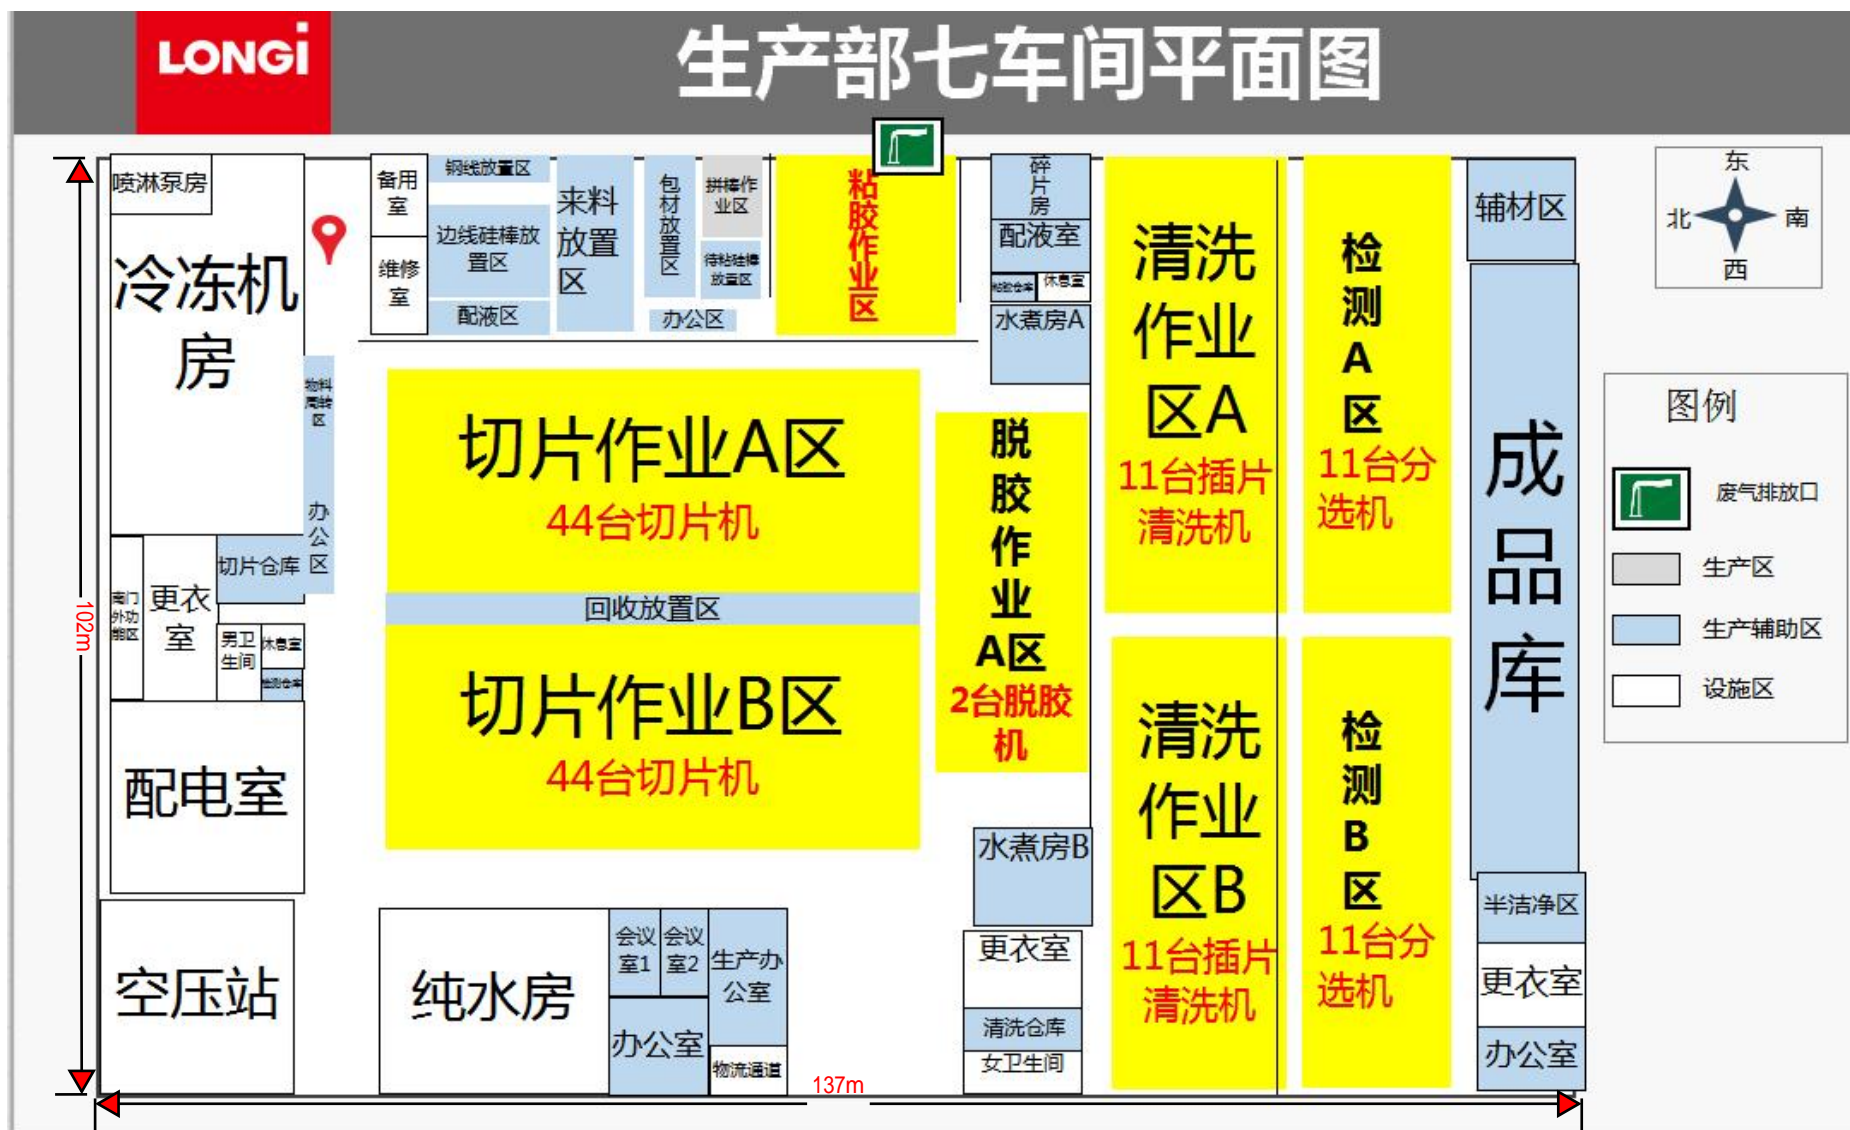 LONGi
生产部七车间平面图
喷淋泵房
冷冻机
房
备用
室
维修
室
钢线放置区
边线硅棒放
置区
配液区
来料
放置
区
包
材
放
置
区
拼棒作
业区
待粘硅棒
放置区
办公区
粘
胶
作
业
区
碎
片
房
配液室
粘胶仓库
休息室
水煮房A
清洗
作业
区A
11台插片
清洗机
检
测
A
区
11台分
选机
辅材区
成
品
库
东
北
南
西
图例
废气排放口
生产区
生产辅助区
设施区
物料
周转
区
办
公
区
切片作业A区
44台切片机
回收放置区
切片作业B区
44台切片机
脱
胶
作
业
A区
2台脱胶
机
切片仓库
南门
外功
能区
更衣
室
男卫
生间
休息室
检测仓库
102m
配电室
空压站
纯水房
会议
室1
会议
室2
生产办
公室
办公室
物流通道
水煮房B
更衣室
清洗仓库
女卫生间
清洗
作业
区B
11台插片
清洗机
检
测
B
区
11台分
选机
半洁净区
更衣室
办公室
137m